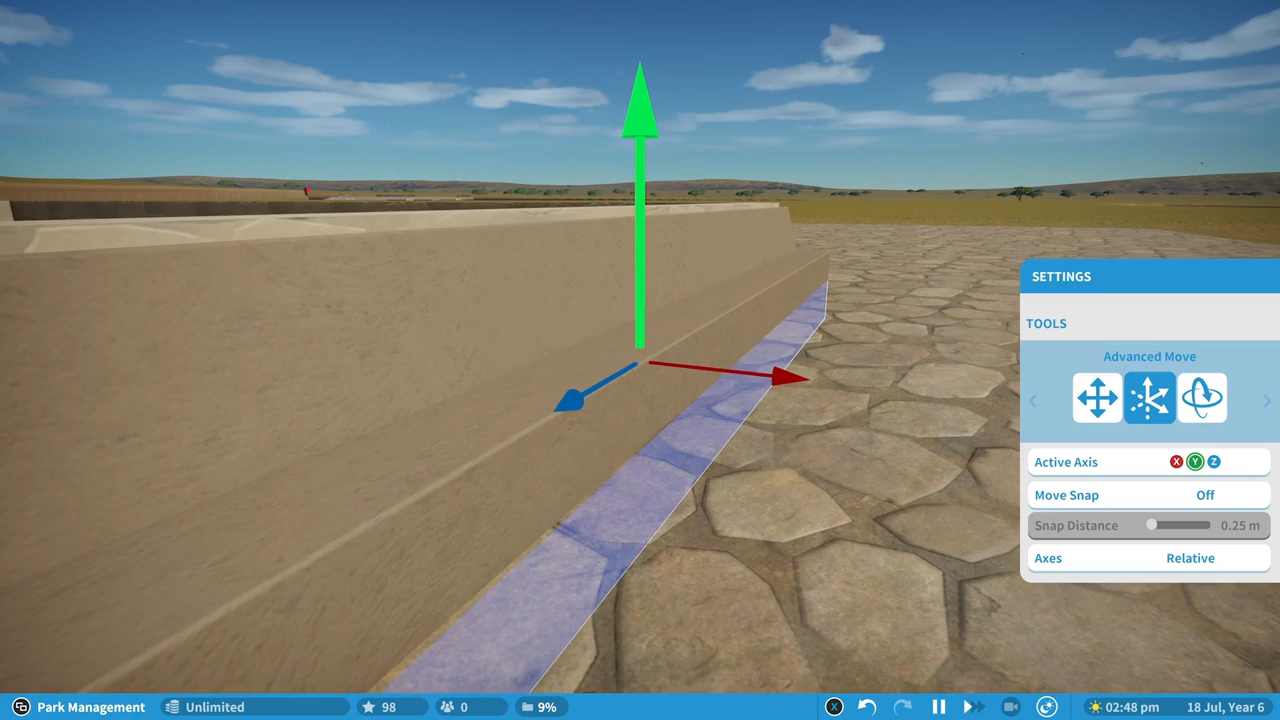 SETTINGS
TOOLS
Advanced Move
Active Axis X Y Z
Move Snap Off
Snap Distance 0.25 m
Axes Relative
Park Management Unlimited 98 0 9% X 02:48 pm 18 Jul, Year 6